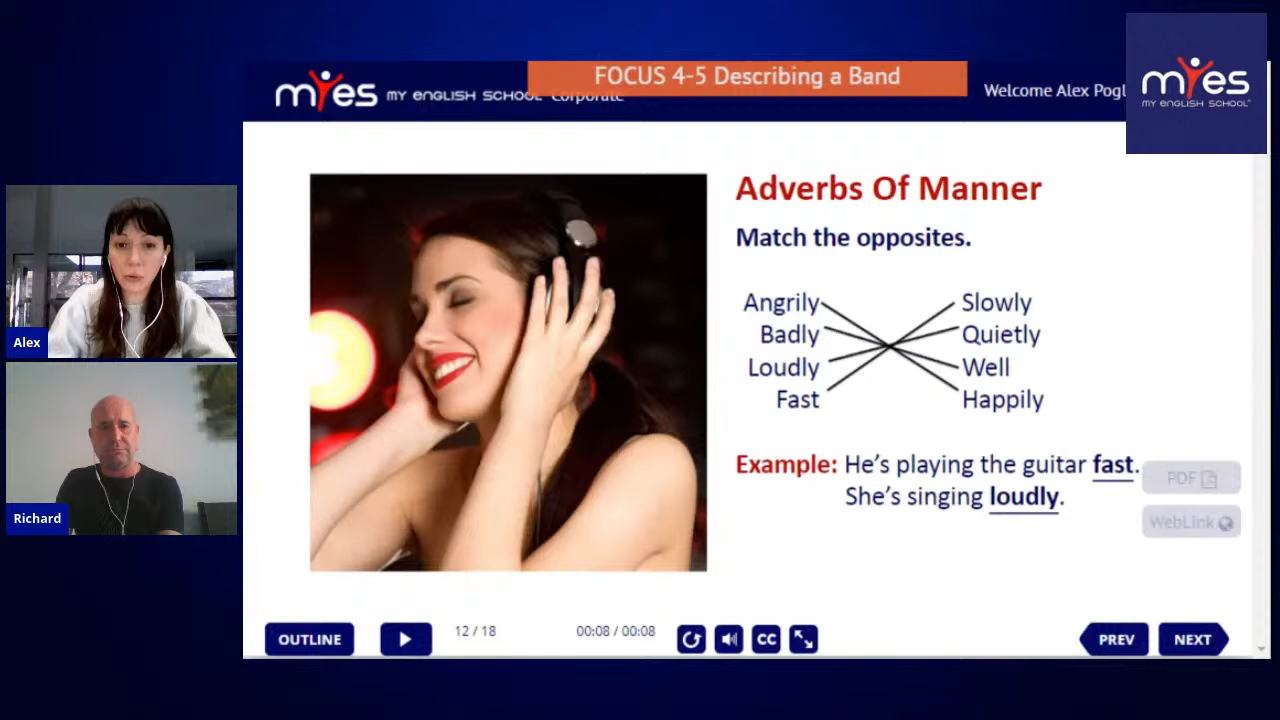 FOCUS 4-5 Describing a Band
myes MY ENGLISH SCHOOL Corporate
Welcome Alex Pogl
myes
MY ENGLISH SCHOOL
Adverbs Of Manner
Match the opposites.
Angrily Slowly
Badly Quietly
Loudly Well
Fast Happily
Example: He's playing the guitar fast.
She's singing loudly.
PDF
WebLink
Alex
Richard
OUTLINE 12 / 18 00:08 / 00:08 CC PREV NEXT